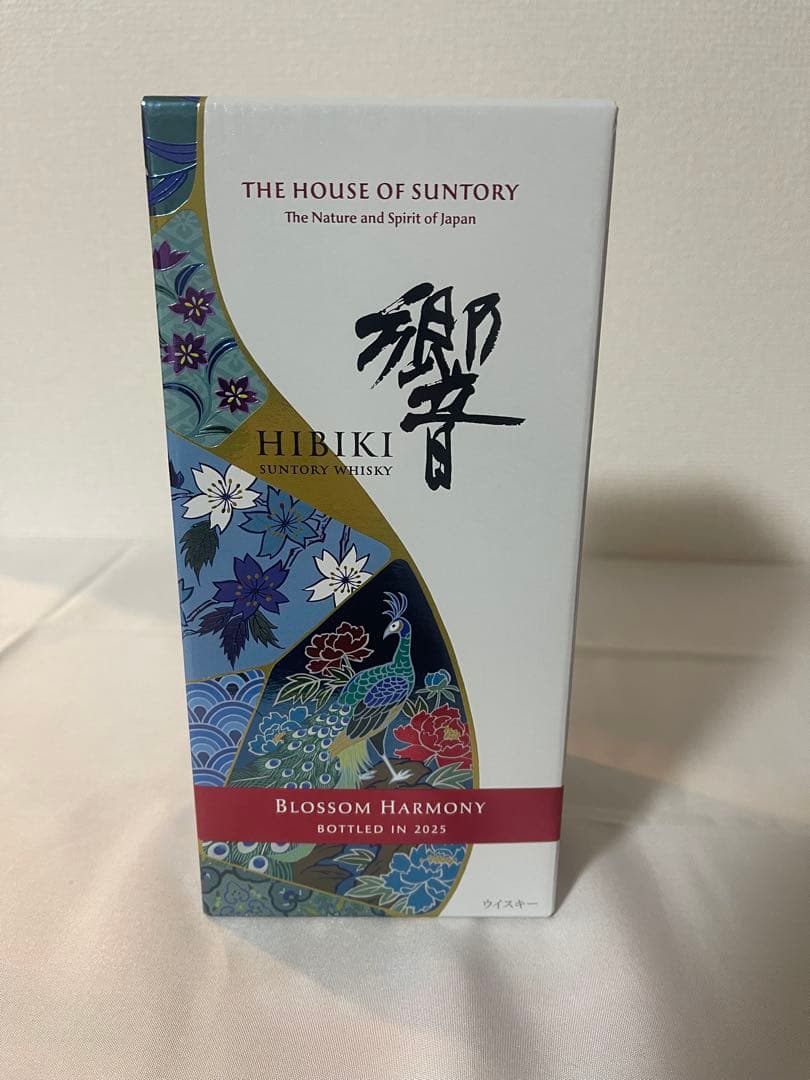 THE HOUSE OF SUNTORY
The Nature and Spirit of Japan
響
HIBIKI
SUNTORY WHISKY
BLOSSOM HARMONY
BOTTLED IN 2025
ウイスキー